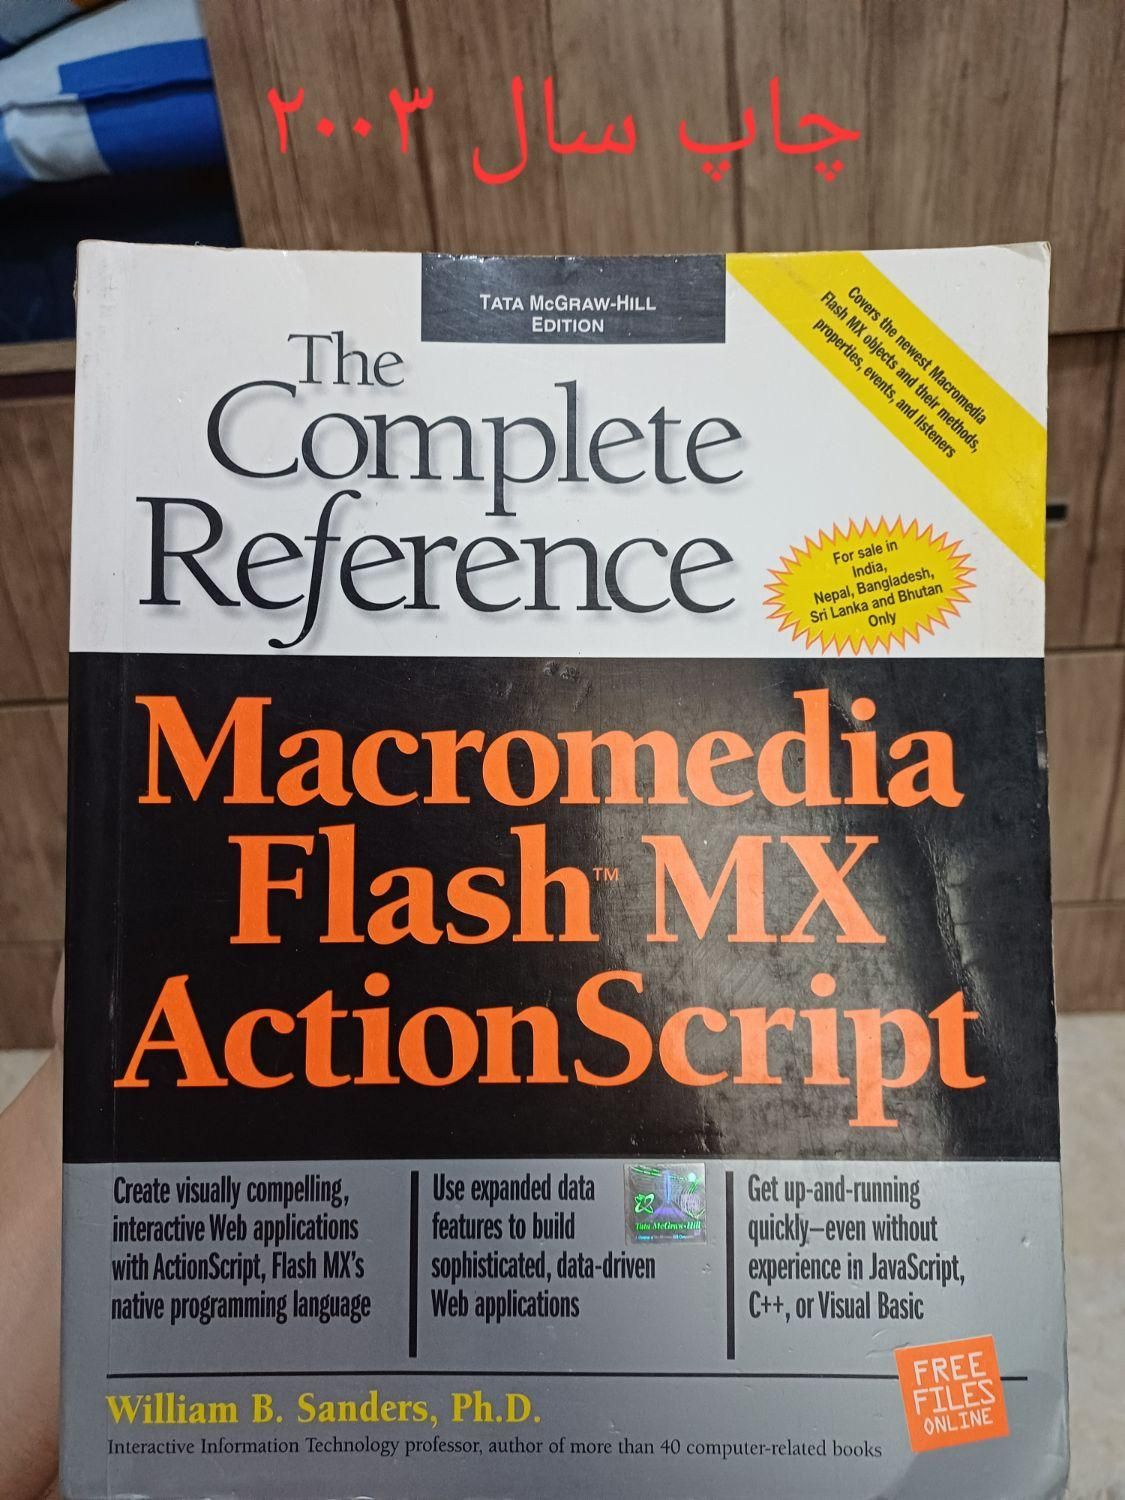 چاپ سال ۲۰۰۳
TATA McGRAW-HILL
EDITION
The
Complete
Reference
Covers the newest Macromedia
Flash MX objects and their methods,
properties, events, and listeners
For sale in
India,
Nepal, Bangladesh,
Sri Lanka and Bhutan
Only
Macromedia
Flash™ MX
ActionScript
Create visually compelling,
interactive Web applications
with ActionScript, Flash MX's
native programming language
Use expanded data
features to build
sophisticated, data-driven
Web applications
Tata McGraw-Hill
Get up-and-running
quickly—even without
experience in JavaScript,
C++, or Visual Basic
FREE
FILES
ONLINE
William B. Sanders, Ph.D.
Interactive Information Technology professor, author of more than 40 computer-related books